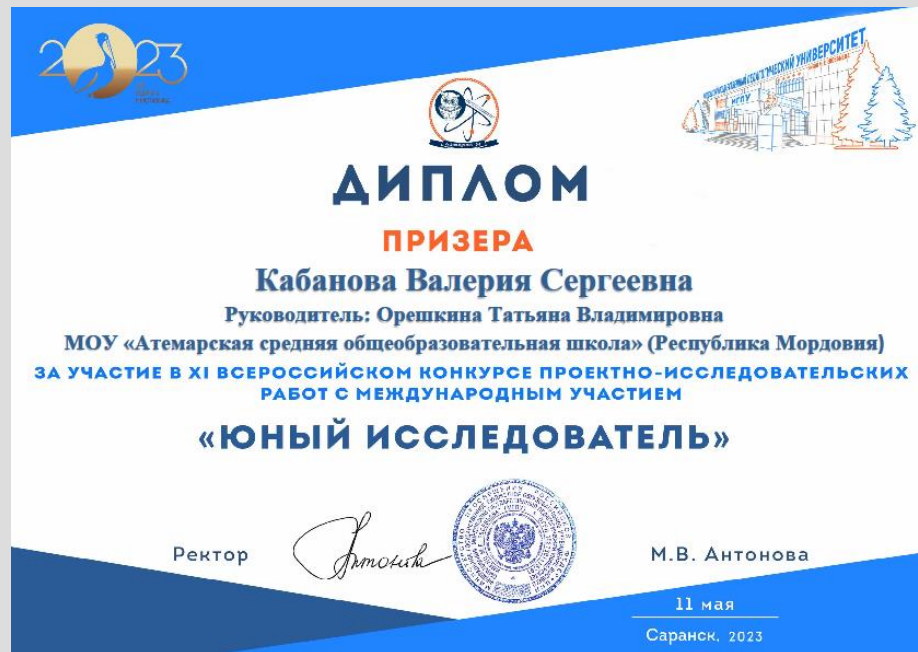 2023
ДИПЛОМ
ПРИЗЕРА
Кабанова Валерия Сергеевна
Руководитель: Орешкина Татьяна Владимировна
МОУ «Атемарская средняя общеобразовательная школа» (Республика Мордовия)
ЗА УЧАСТИЕ В XI ВСЕРОССИЙСКОМ КОНКУРСЕ ПРОЕКТНО-ИССЛЕДОВАТЕЛЬСКИХ
РАБОТ С МЕЖДУНАРОДНЫМ УЧАСТИЕМ
«ЮНЫЙ ИССЛЕДОВАТЕЛЬ»
Ректор
М.В. Антонова
11 мая
Саранск, 2023